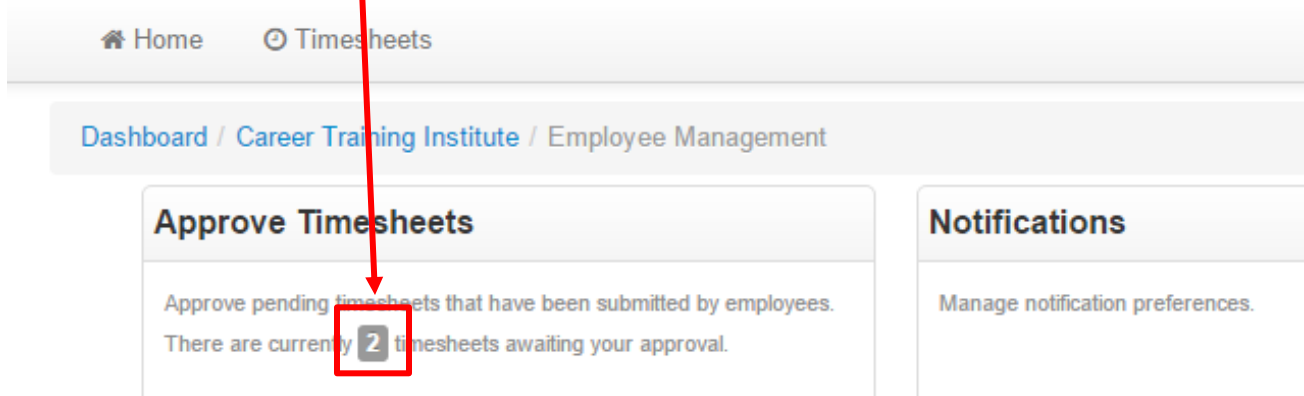 Home Timesheets
Dashboard / Career Training Institute / Employee Management
Approve Timesheets
Approve pending timesheets that have been submitted by employees.
There are currently 2 timesheets awaiting your approval.
Notifications
Manage notification preferences.